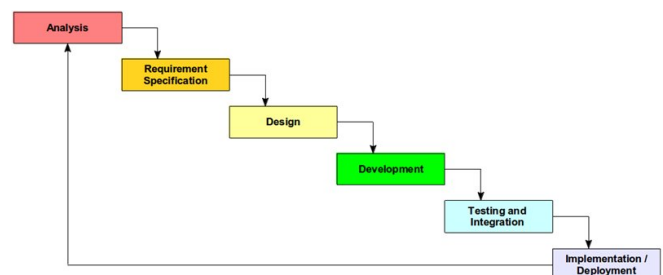 Analysis
Requirement
Specification
Design
Development
Testing and
Integration
Implementation /
Deployment